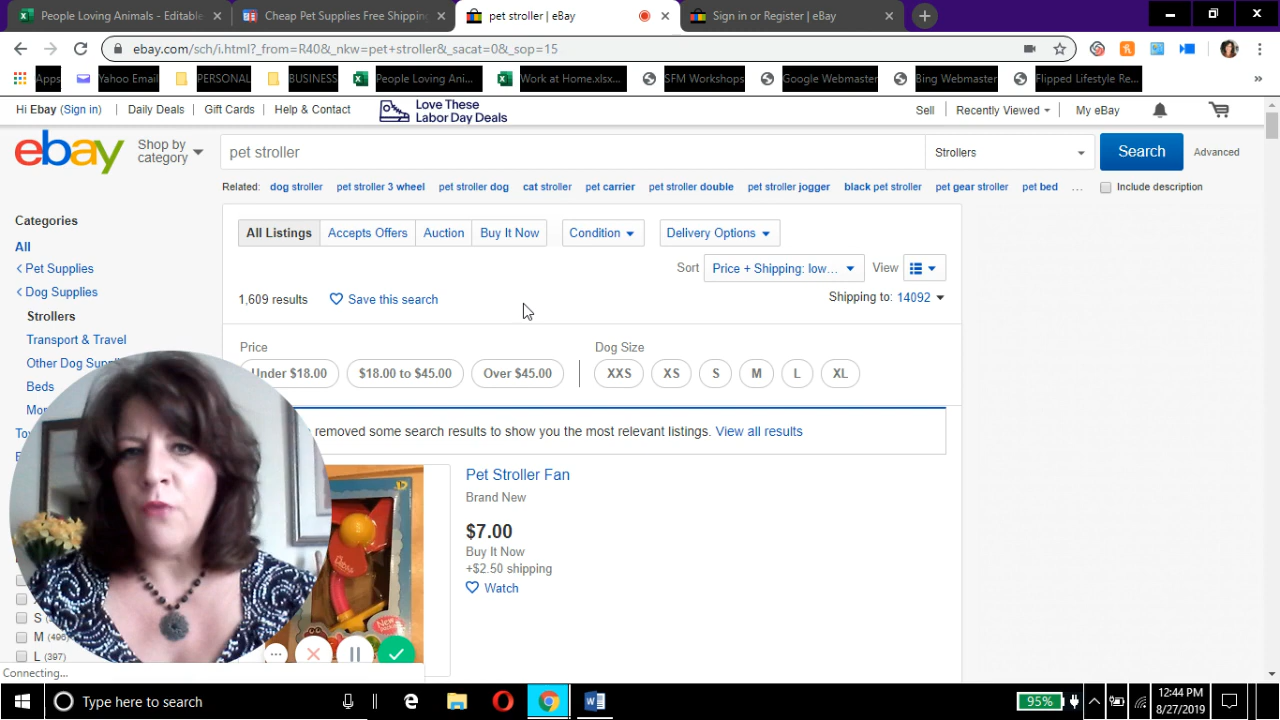 People Loving Animals - Editable
Cheap Pet Supplies Free Shipping
pet stroller | eBay
Sign in or Register | eBay
ebay.com/sch/i.html?_from=R40&_nkw=pet+stroller&_sacat=0&_sop=15
Apps
Yahoo Email
PERSONAL
BUSINESS
People Loving Ani...
Work at Home.xlsx...
SFM Workshops
Google Webmaster
Bing Webmaster
Flipped Lifestyle Re...
»
Hi Ebay (Sign in)
Daily Deals
Gift Cards
Help & Contact
LOVE THESE
Labor Day Deals
Sell
Recently Viewed
My eBay
ebay
Shop by
category
pet stroller
Strollers
Search
Advanced
Related: dog stroller pet stroller 3 wheel pet stroller dog cat stroller pet carrier pet stroller double pet stroller jogger black pet stroller pet gear stroller pet bed ...
Include description
Categories
All
< Pet Supplies
< Dog Supplies
Strollers
Transport & Travel
Other Dog Supp
Beds
Mo
To
All Listings
Accepts Offers
Auction
Buy It Now
Condition
Delivery Options
Sort
Price + Shipping: low...
View
1,609 results
Save this search
Shipping to: 14092
Price
Under $18.00
$18.00 to $45.00
Over $45.00
Dog Size
XXS
XS
S
M
L
XL
removed some search results to show you the most relevant listings. View all results
Pet Stroller Fan
Brand New
$7.00
Buy It Now
+$2.50 shipping
Watch
S
M (496)
L (397)
Connecting...
Type here to search
95%
12:44 PM
8/27/2019